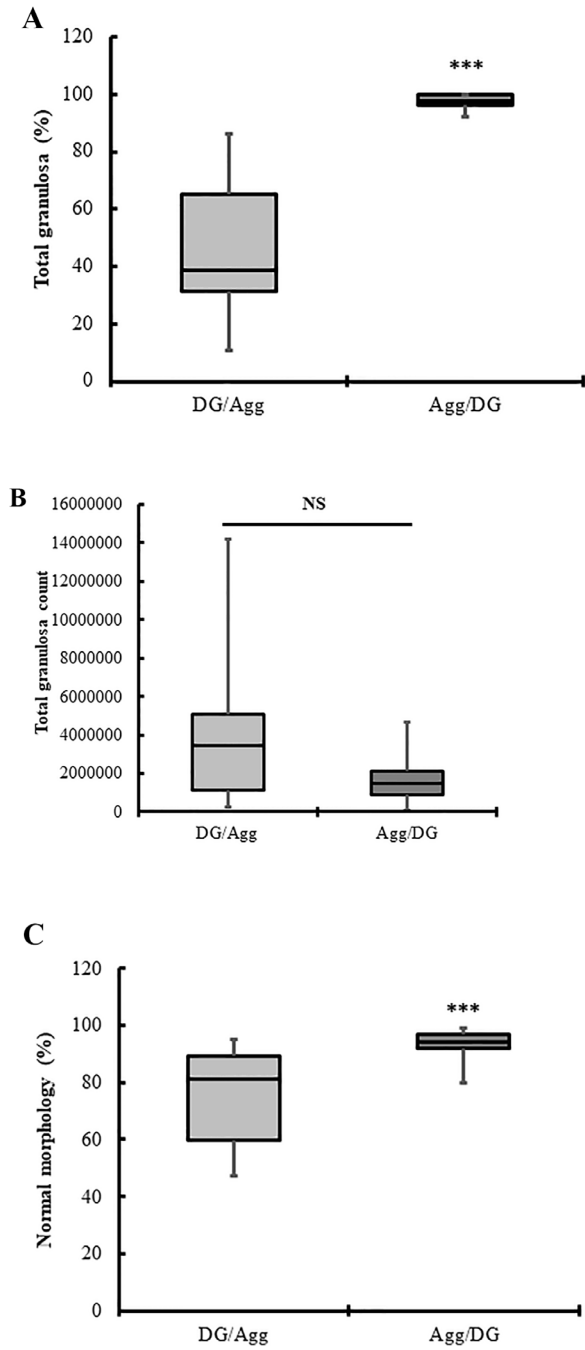 A
Total granulosa (%)
120
100
80
60
40
20
0
***
DG/Agg Agg/DG
B
Total granulosa count
16000000
14000000
12000000
10000000
8000000
6000000
4000000
2000000
0
NS
DG/Agg Agg/DG
C
Normal morphology (%)
120
100
80
60
40
20
0
***
DG/Agg Agg/DG